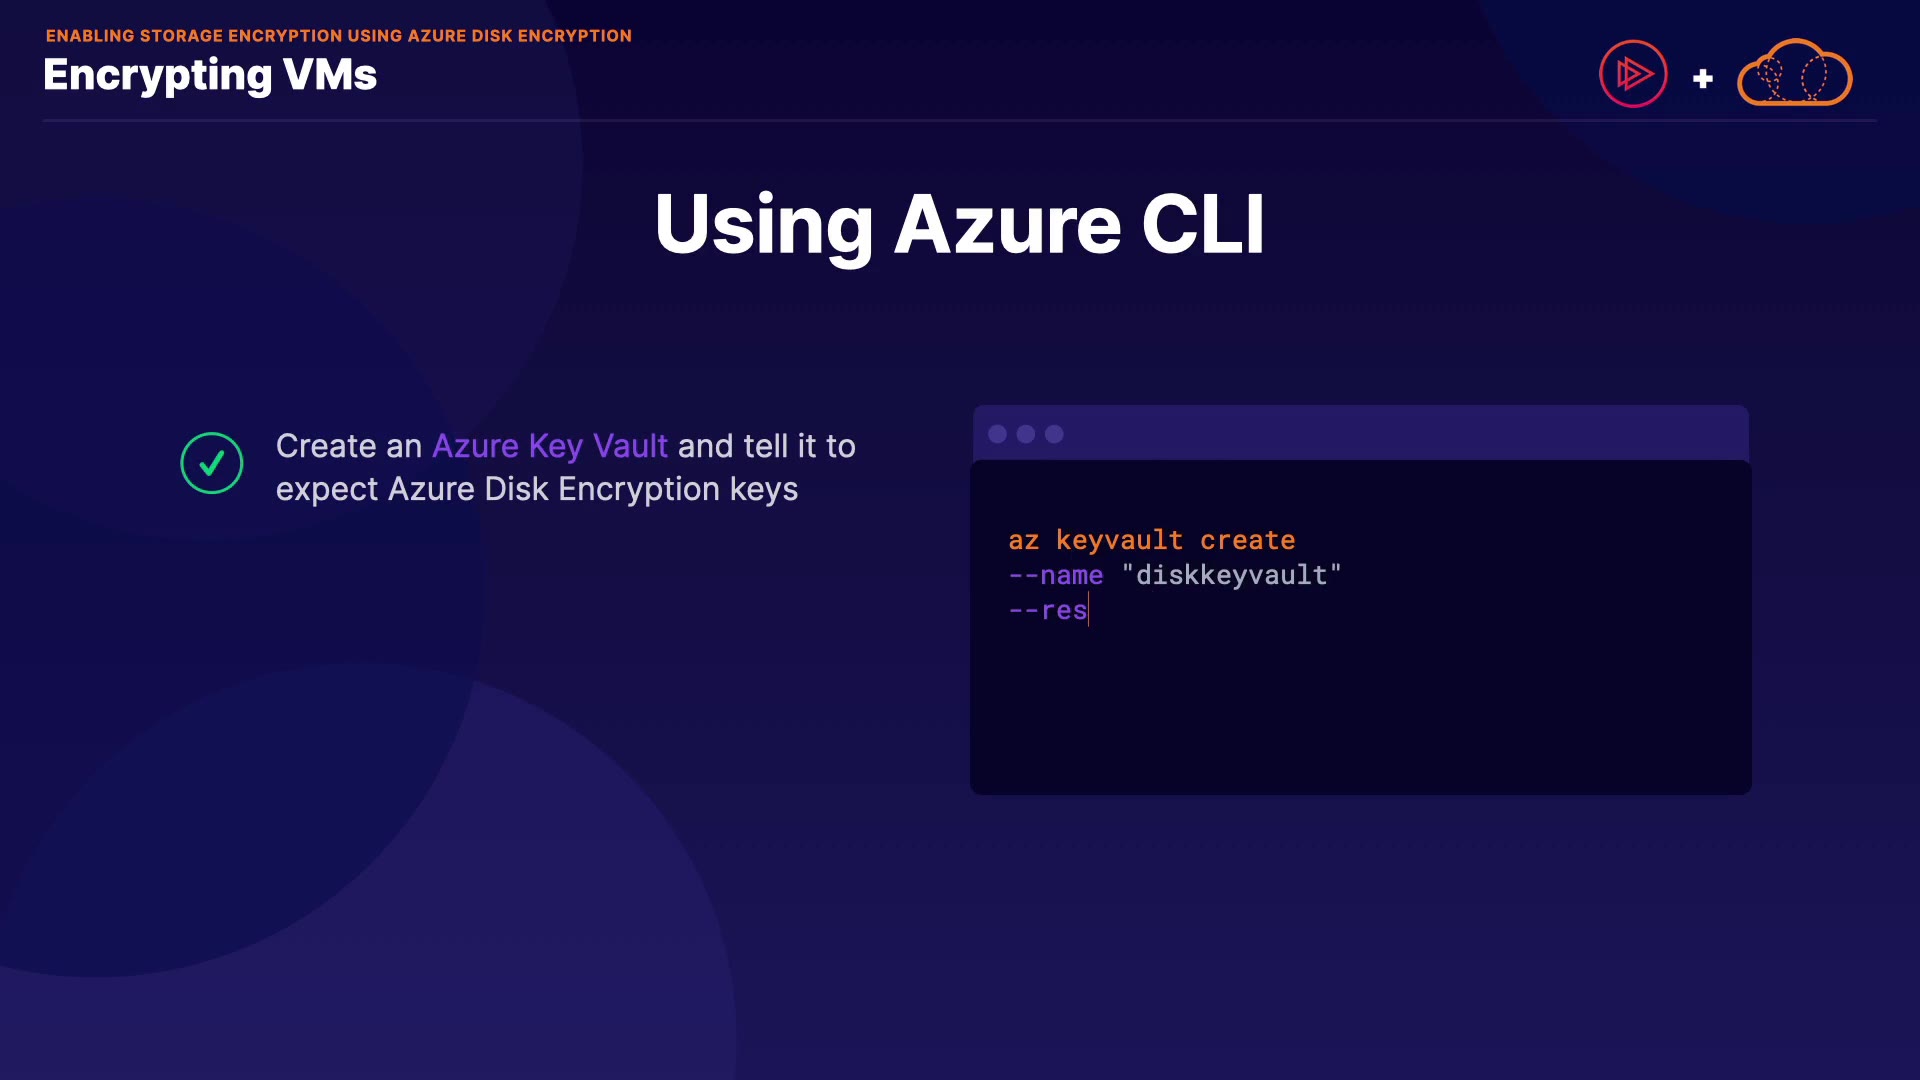 ENABLING STORAGE ENCRYPTION USING AZURE DISK ENCRYPTION
Encrypting VMs
+
Using Azure CLI
Create an Azure Key Vault and tell it to
expect Azure Disk Encryption keys
az keyvault create
--name "diskkeyvault"
--res